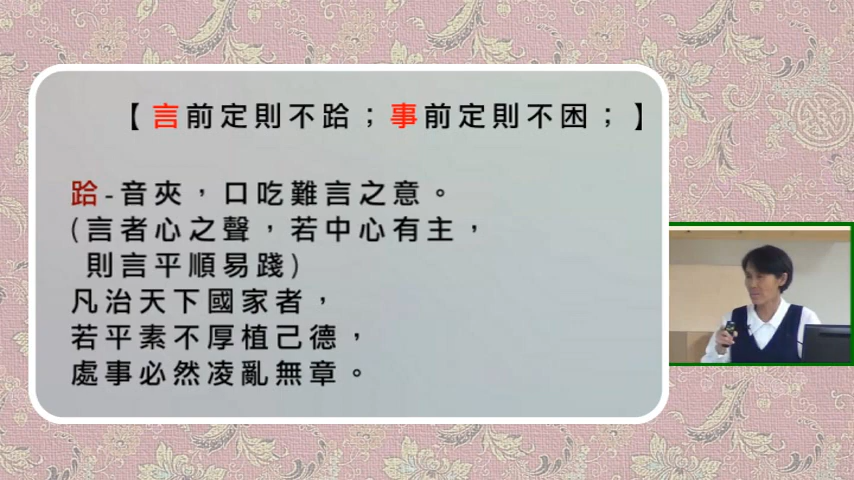 【言前定則不跲；事前定則不困；】
跲-音夾，口吃難言之意。
(言者心之聲，若中心有主，
則言平順易踐)
凡治天下國家者，
若平素不厚植己德，
處事必然凌亂無章。